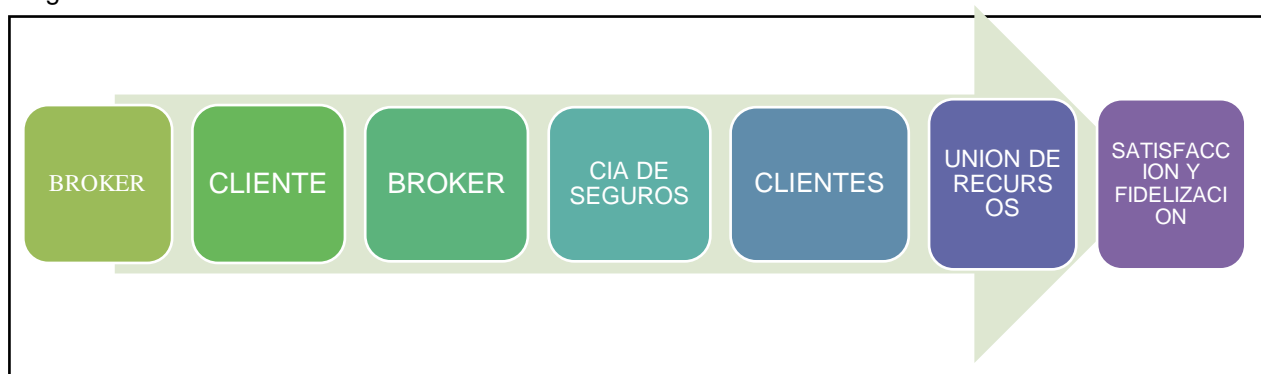 BROKER
CLIENTE
BROKER
CIA DE
SEGUROS
CLIENTES
UNION DE
RECURS
OS
SATISFACC
ION Y
FIDELIZACI
ON